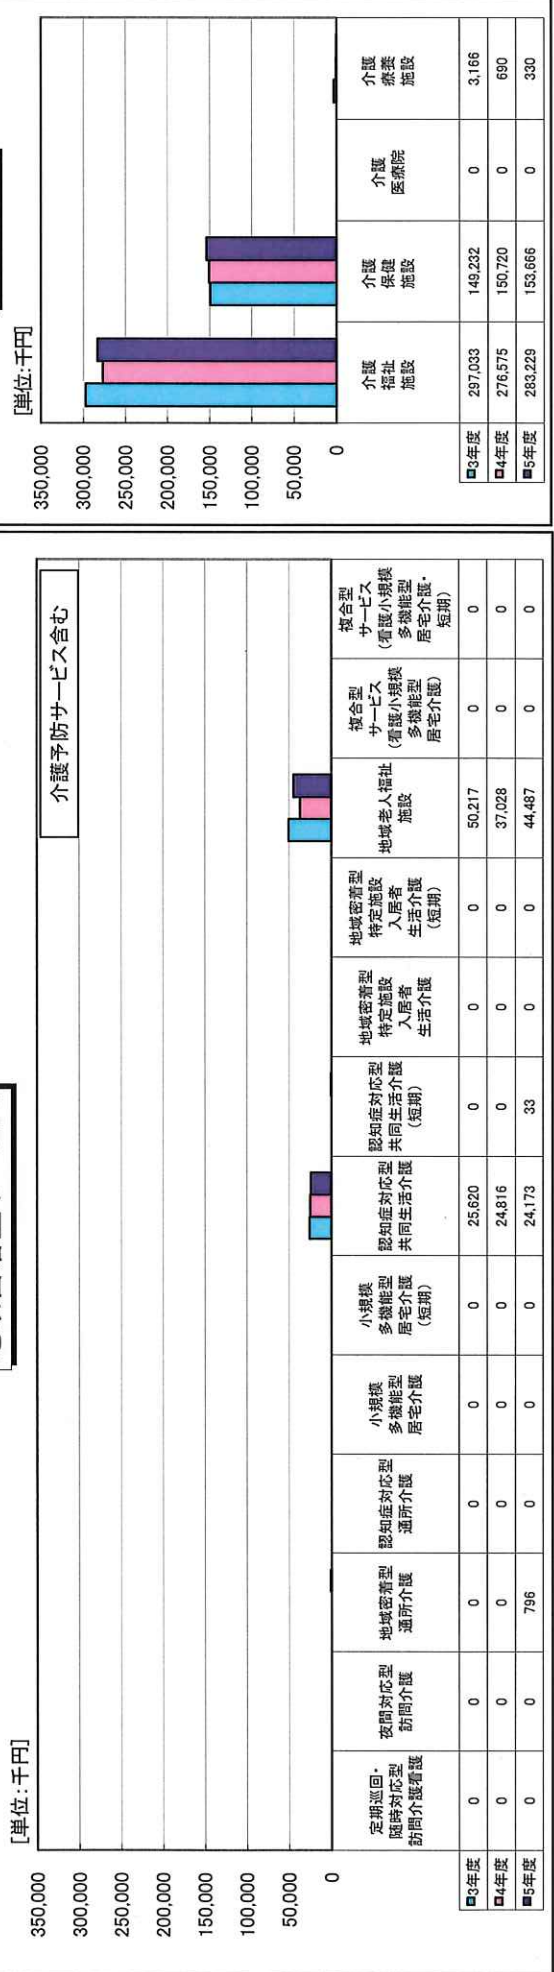 [単位:千円]
介護予防サービス含む
350,000
300,000
250,000
200,000
150,000
100,000
50,000
0
定期巡回・
随時対応型
訪問介護看護
夜間対応型
訪問介護
地域密着型
通所介護
認知症対応型
通所介護
小規模
多機能型
居宅介護
小規模
多機能型
居宅介護
(短期)
認知症対応型
共同生活介護
認知症対応型
共同生活介護
(短期)
地域密着型
特定施設
入居者
生活介護
地域密着型
特定施設
入居者
生活介護
(短期)
地域老人福祉
施設
複合型
サービス
(看護小規模
多機能型
居宅介護)
複合型
サービス
(看護小規模
多機能型
居宅介護・
短期)
3年度 0 0 0 0 0 0 25,620 0 0 0 50,217 0 0
4年度 0 0 0 0 0 0 24,816 0 0 0 37,028 0 0
5年度 0 0 796 0 0 0 24,173 33 0 0 44,487 0 0
[単位:千円]
350,000
300,000
250,000
200,000
150,000
100,000
50,000
0
介護
福祉
施設
介護
保健
施設
介護
医療院
介護
療養
施設
3年度 297,033 149,232 0 3,166
4年度 276,575 150,720 0 690
5年度 283,229 153,666 0 330